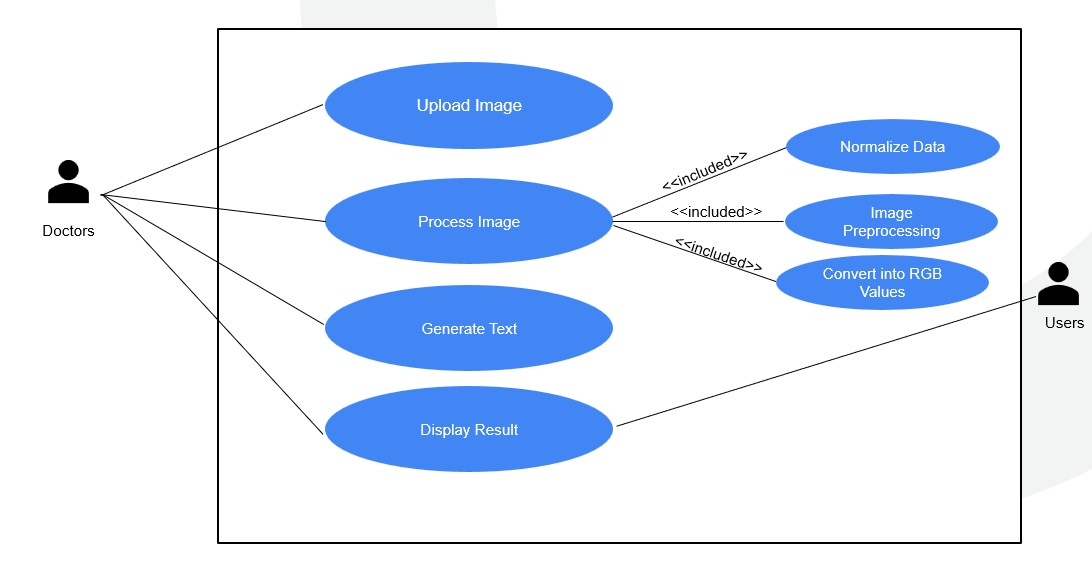 Upload Image
Normalize Data
<<included>>
Process Image
<<included>>
Image
Preprocessing
Doctors
<<included>>
Convert into RGB
Values
Users
Generate Text
Display Result